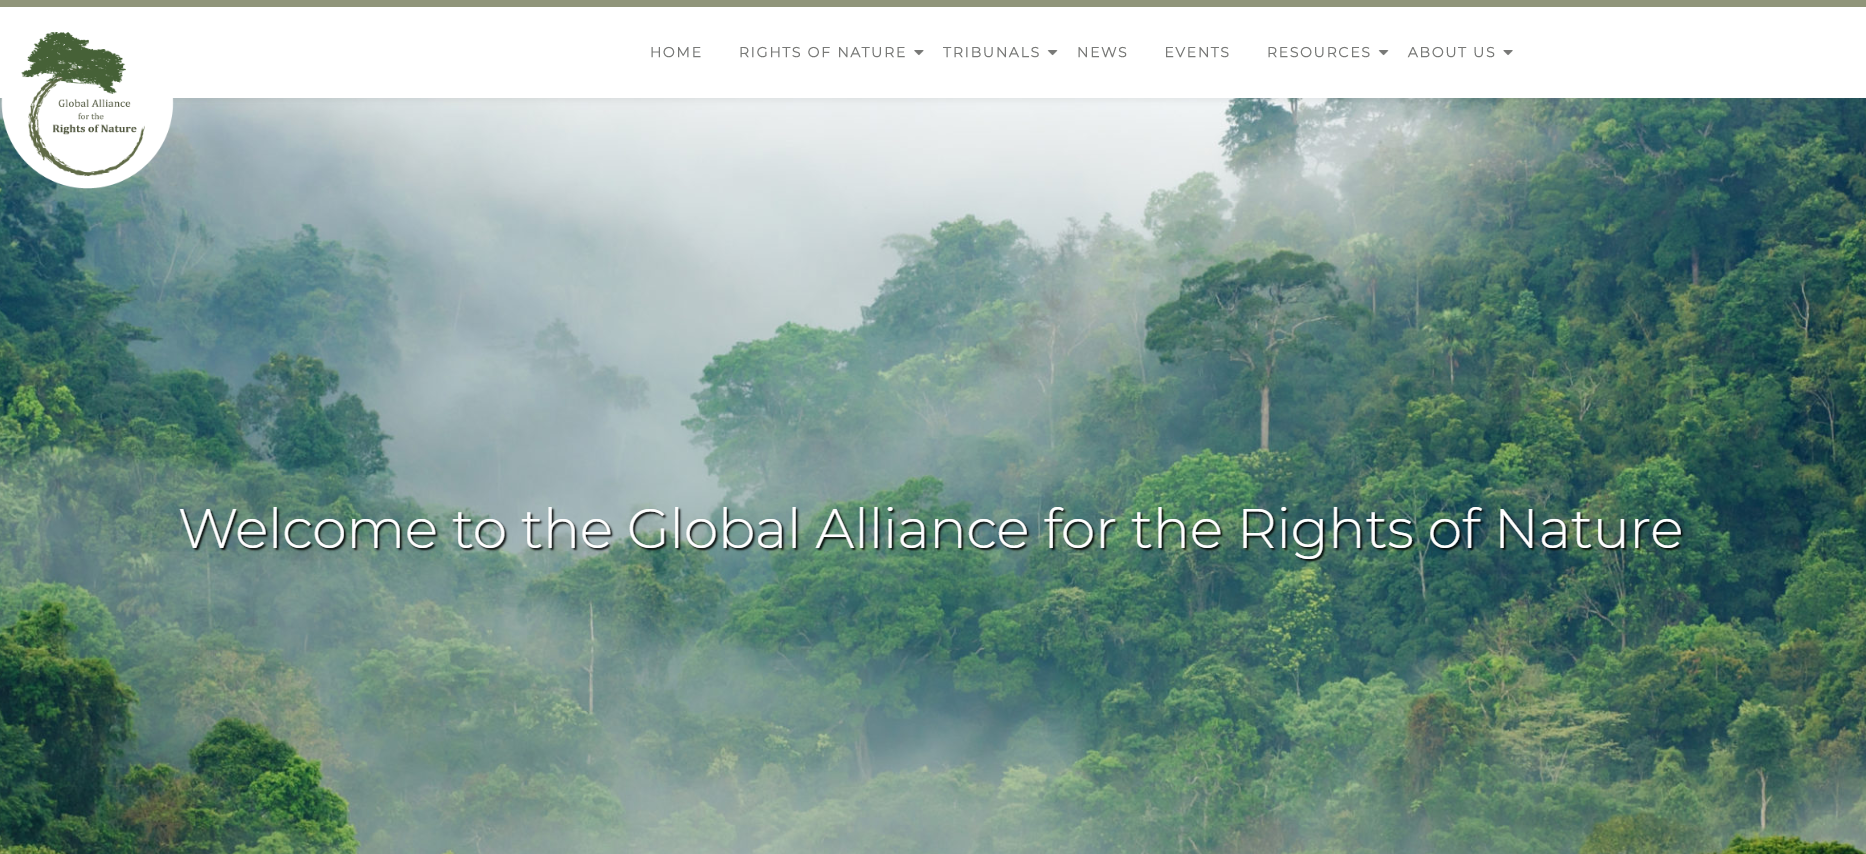 Global Alliance
for the
Rights of Nature
HOME RIGHTS OF NATURE TRIBUNALS NEWS EVENTS RESOURCES ABOUT US
Welcome to the Global Alliance for the Rights of Nature